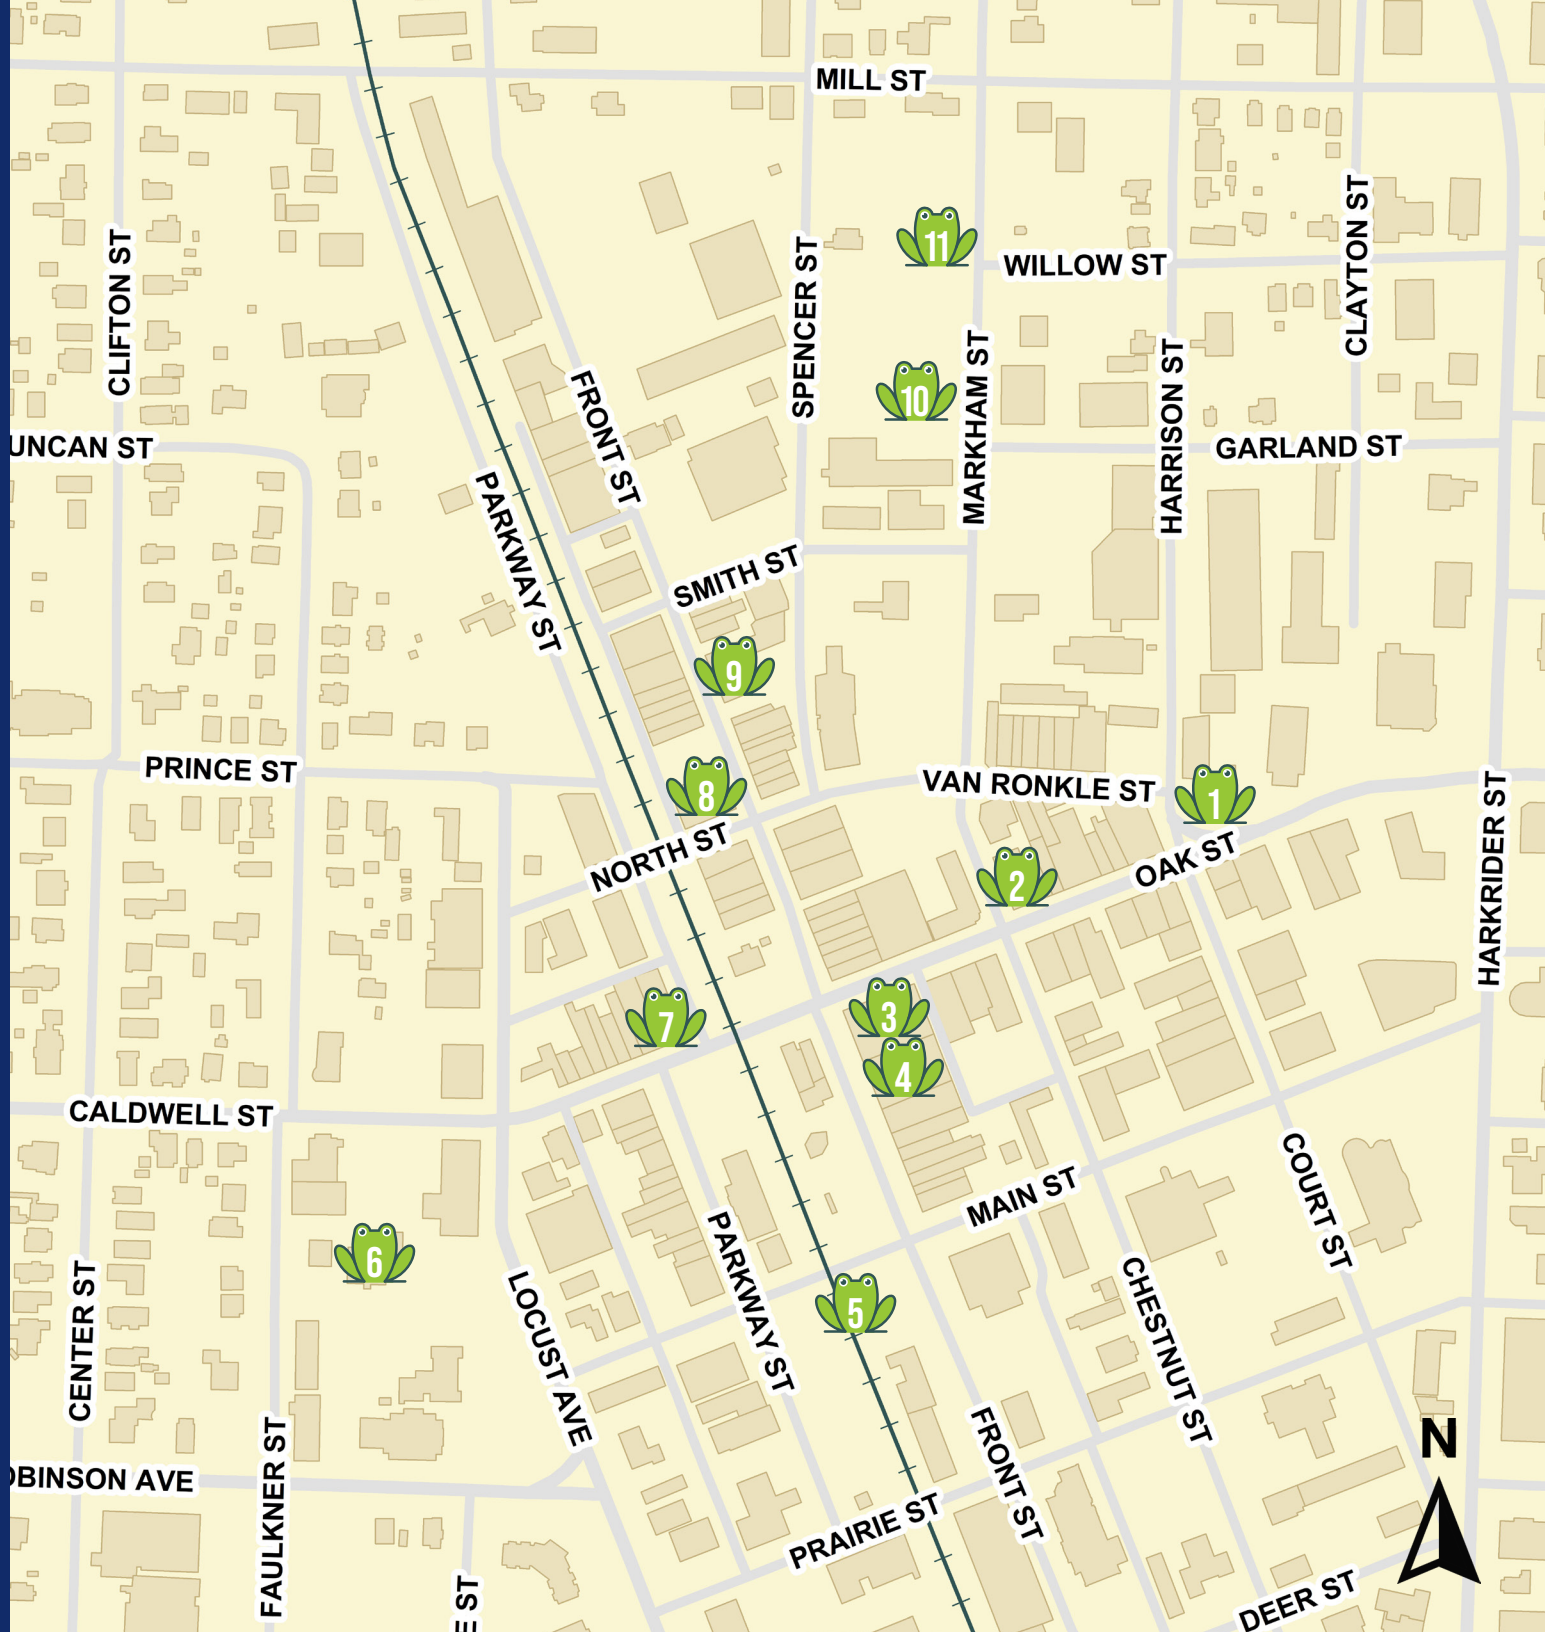 MILL ST
11
WILLOW ST
CLAYTON ST
CLIFTON ST
SPENCER ST
MARKHAM ST
HARRISON ST
10
FRONT ST
UNCAN ST
GARLAND ST
PARKWAY ST
SMITH ST
9
PRINCE ST
8
VAN RONKLE ST
1
NORTH ST
2
OAK ST
HARKRIDER ST
7
3
4
CALDWELL ST
MAIN ST
COURT ST
6
CENTER ST
LOCUST AVE
PARKWAY ST
5
CHESTNUT ST
FRONT ST
N
OBINSON AVE
FAULKNER ST
PRAIRIE ST
E ST
DEER ST